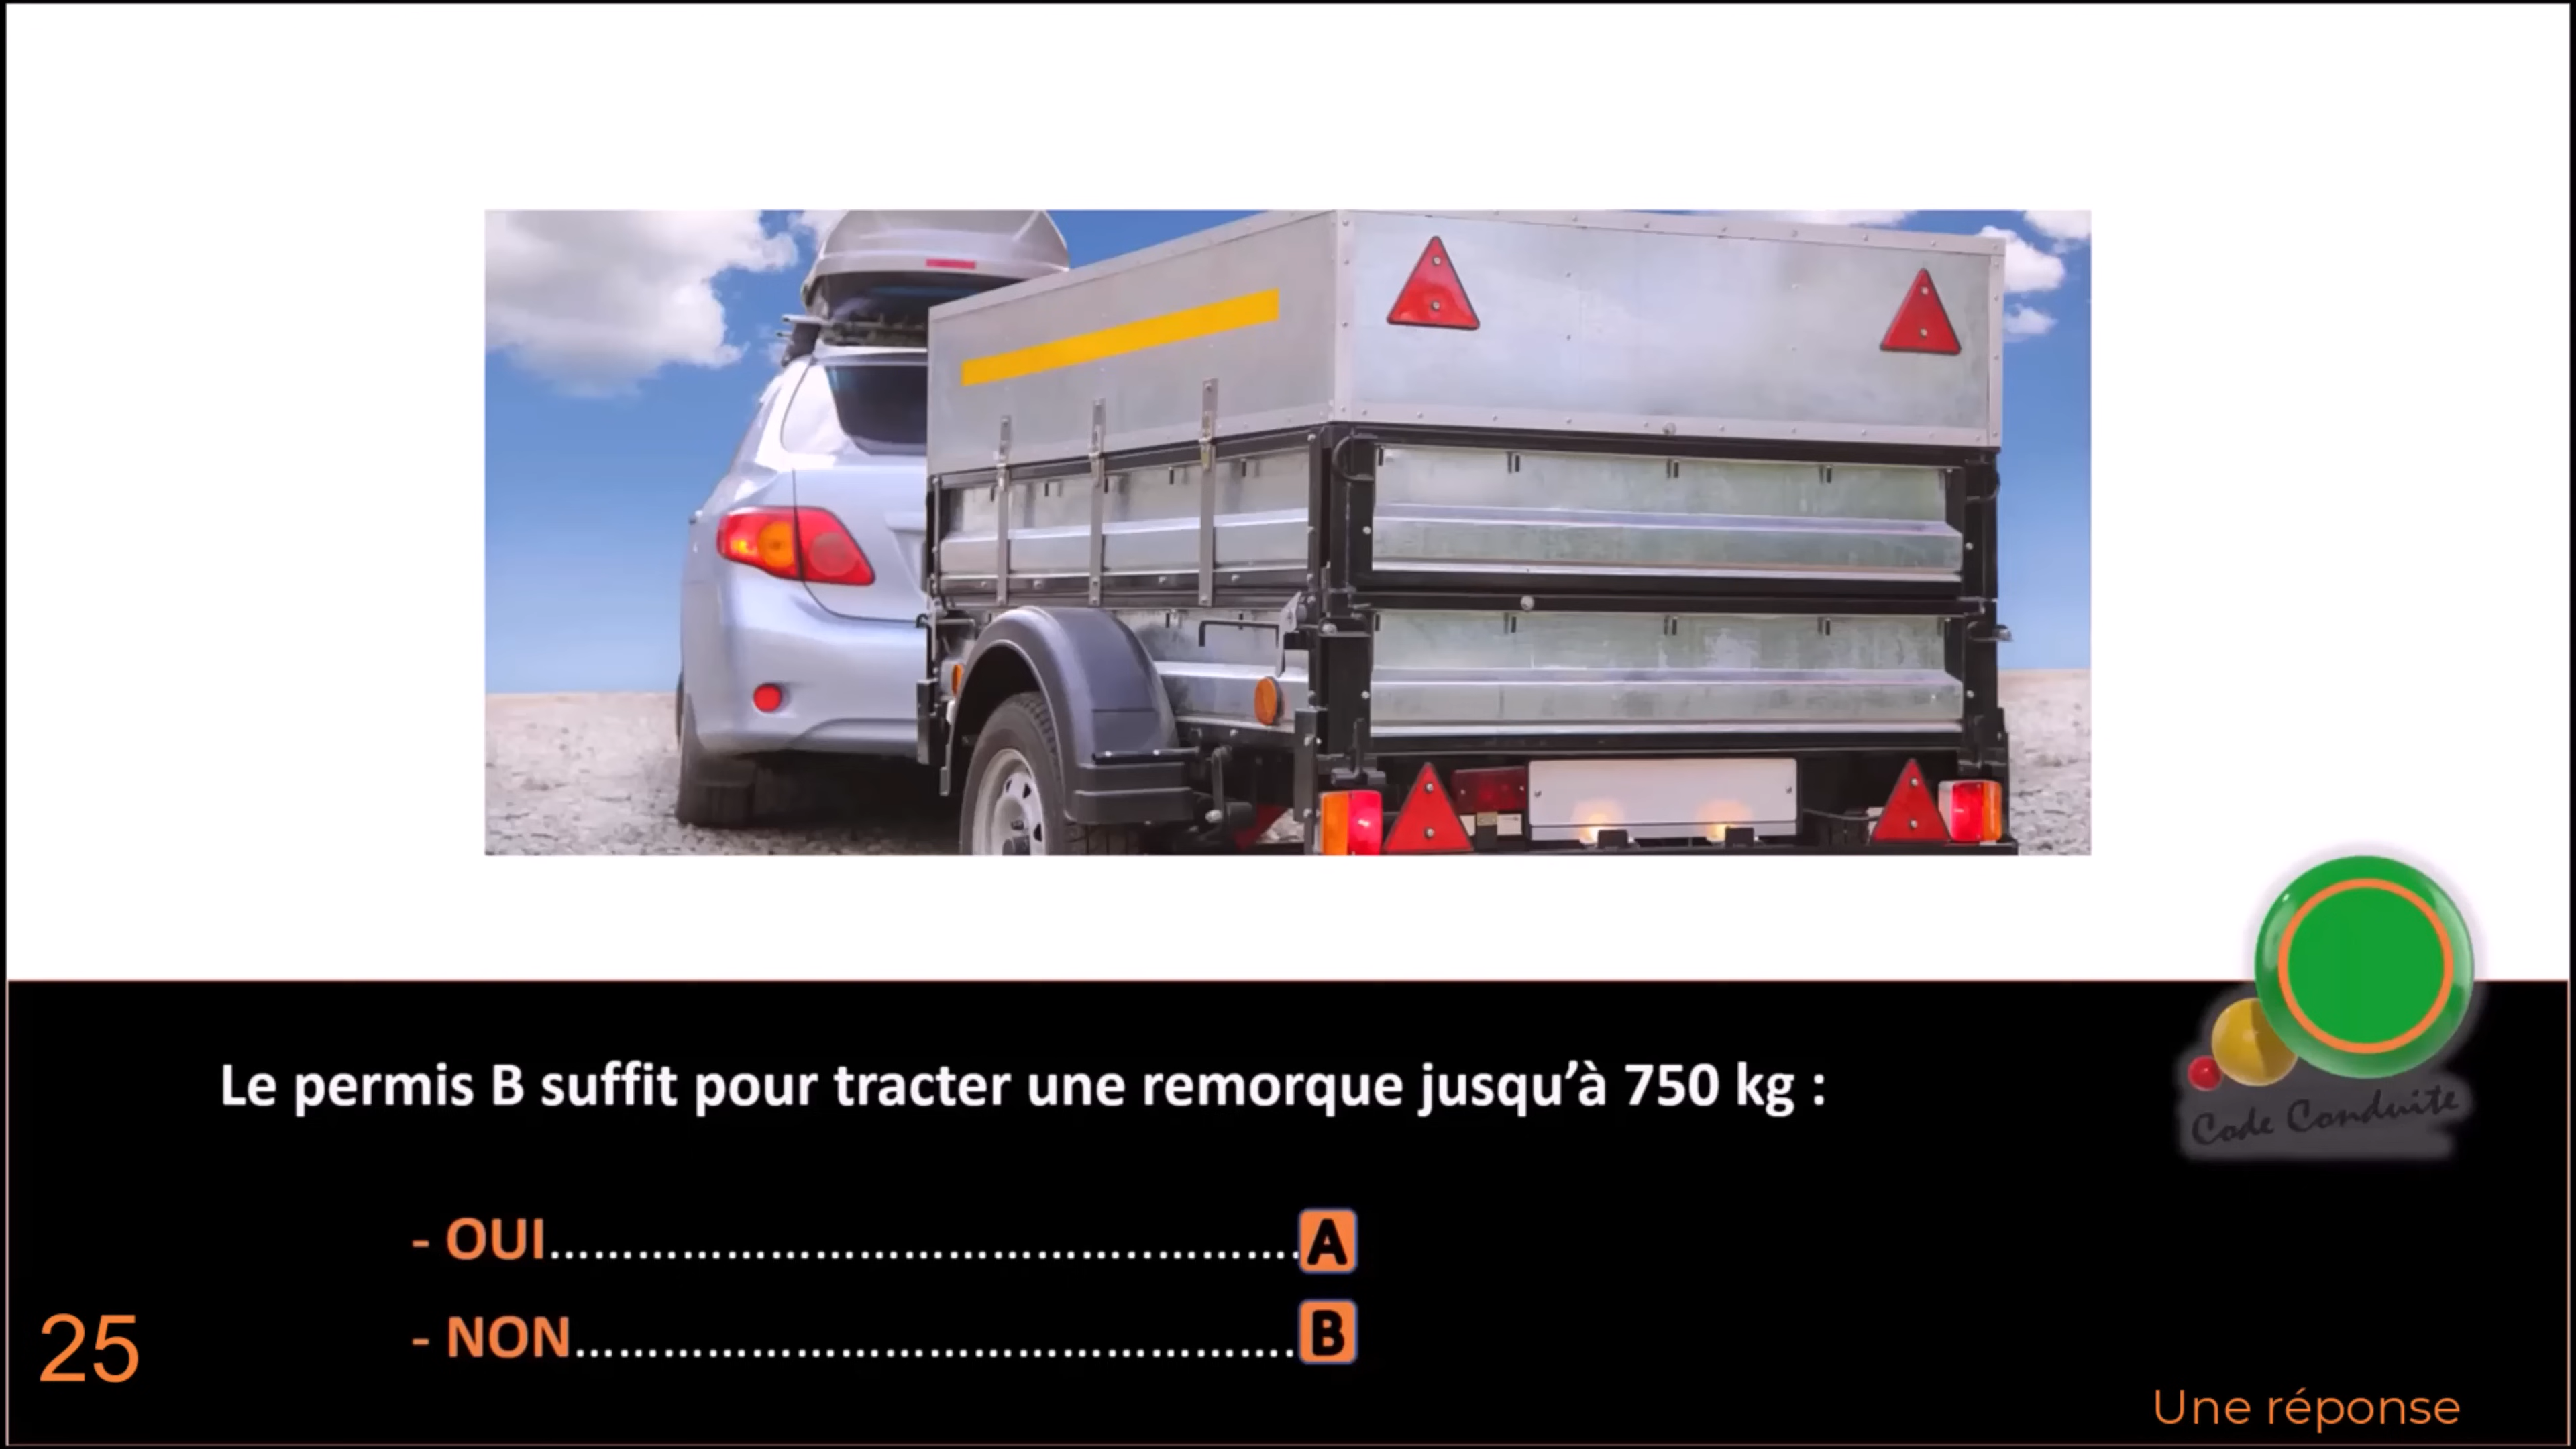 Le permis B suffit pour tracter une remorque jusqu'à 750 kg :
Code Conduite
- OUI.......................................................A
- NON.....................................................B
25
Une réponse